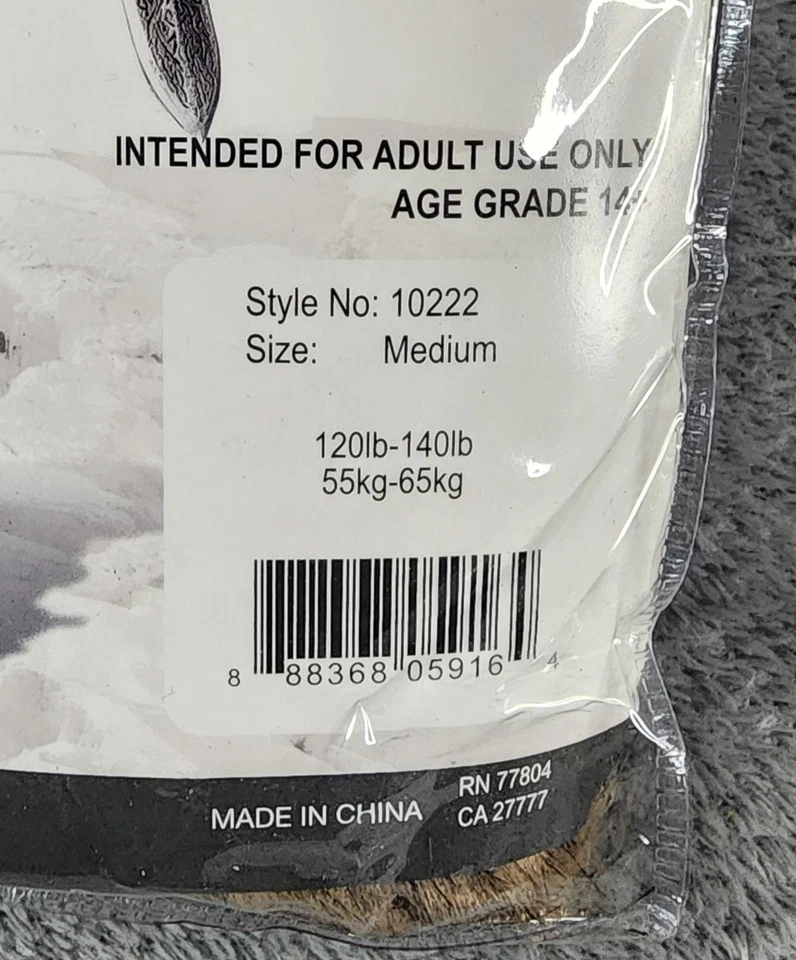 INTENDED FOR ADULT USE ONLY
AGE GRADE 14+
Style No: 10222
Size: Medium
120lb-140lb
55kg-65kg
8 88368 05916 4
MADE IN CHINA
RN 77804
CA 27777